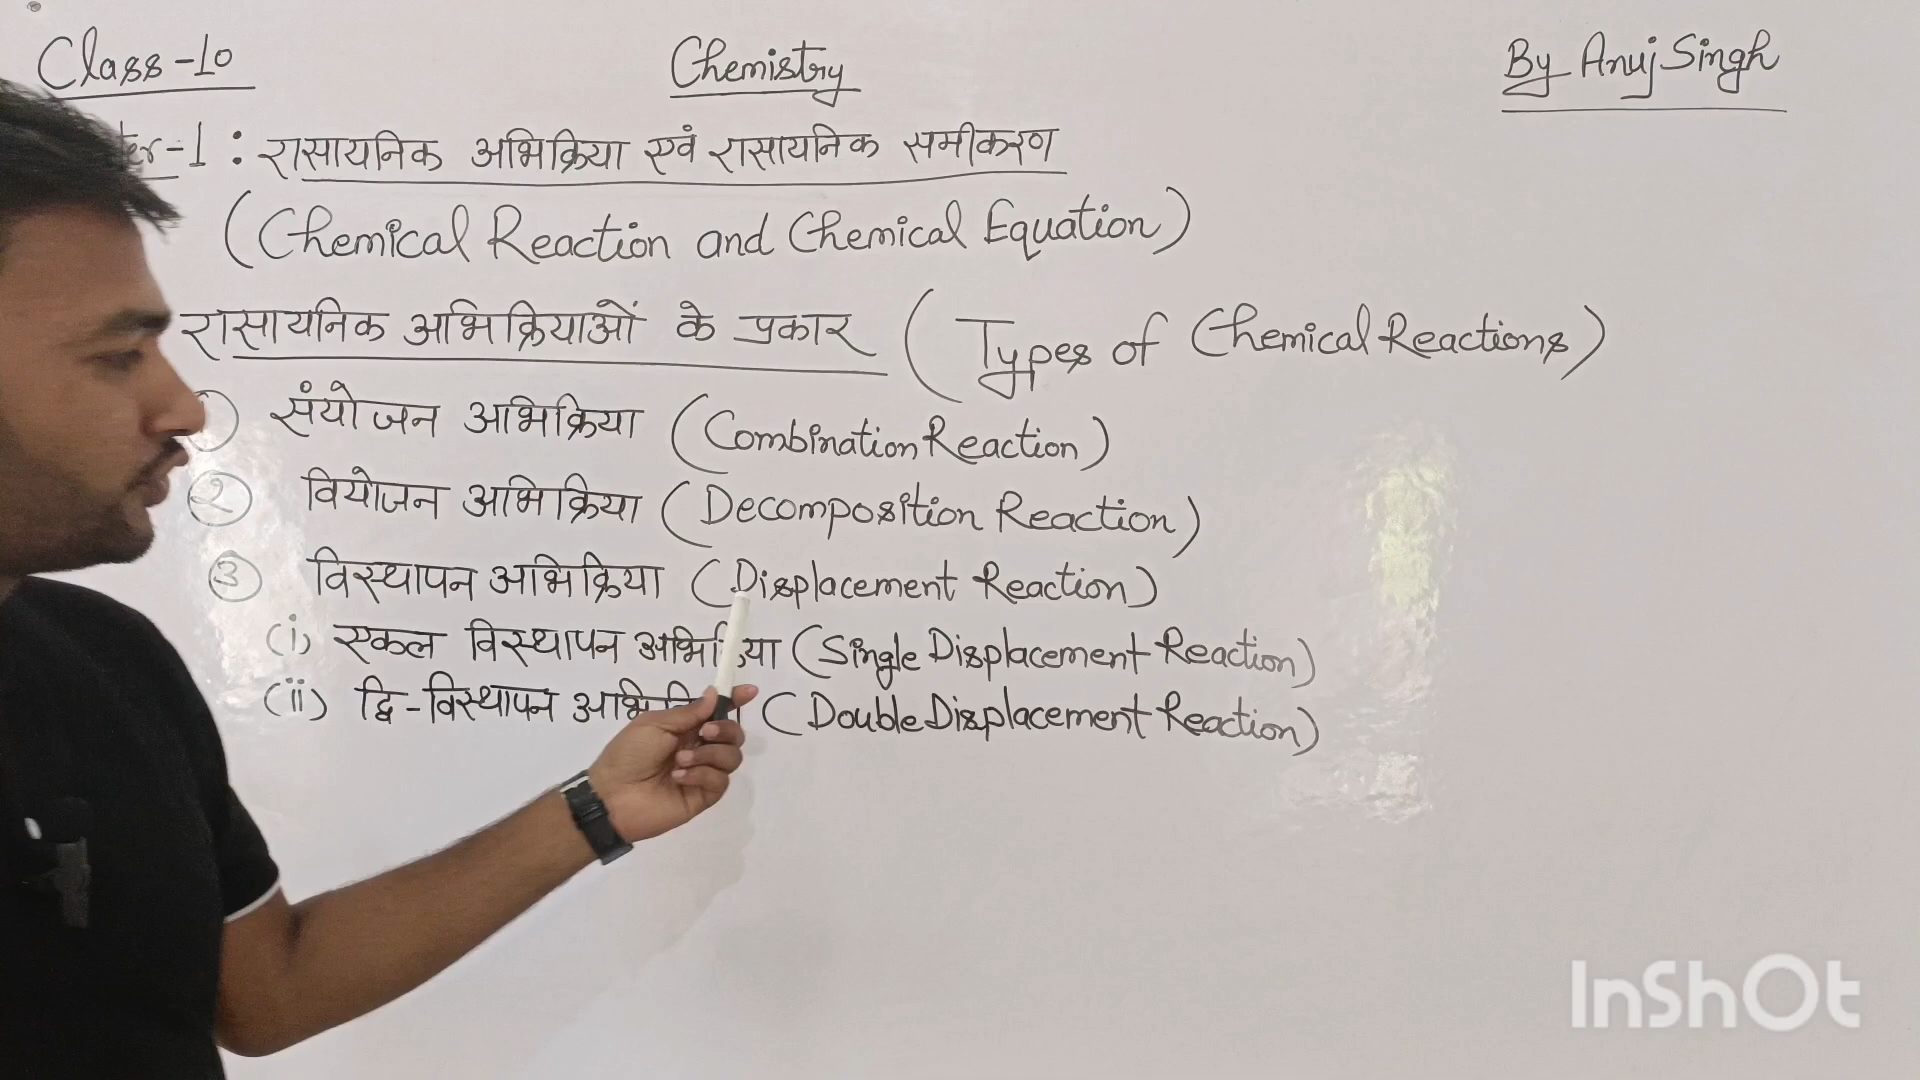 Class-10 Chemistry By Anuj Singh
-1 : रासायनिक अभिक्रिया एवं रासायनिक समीकरण
(Chemical Reaction and Chemical Equation)
रासायनिक अभिक्रियाओं के प्रकार (Types of Chemical Reactions)
संयोजन अभिक्रिया (Combination Reaction)
2 वियोजन अभिक्रिया (Decomposition Reaction)
3 विस्थापन अभिक्रिया (Displacement Reaction)
(i) एकल विस्थापन (Single Displacement Reaction)
(ii) द्वि-विस्थापन (Double Displacement Reaction)
InShOt